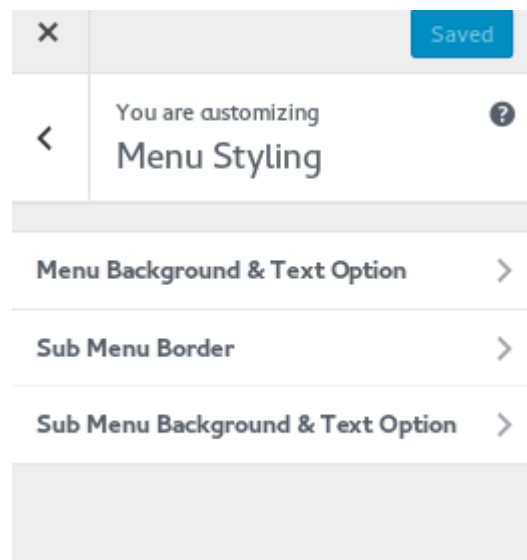 Saved
You are customizing
Menu Styling
Menu Background & Text Option
Sub Menu Border
Sub Menu Background & Text Option